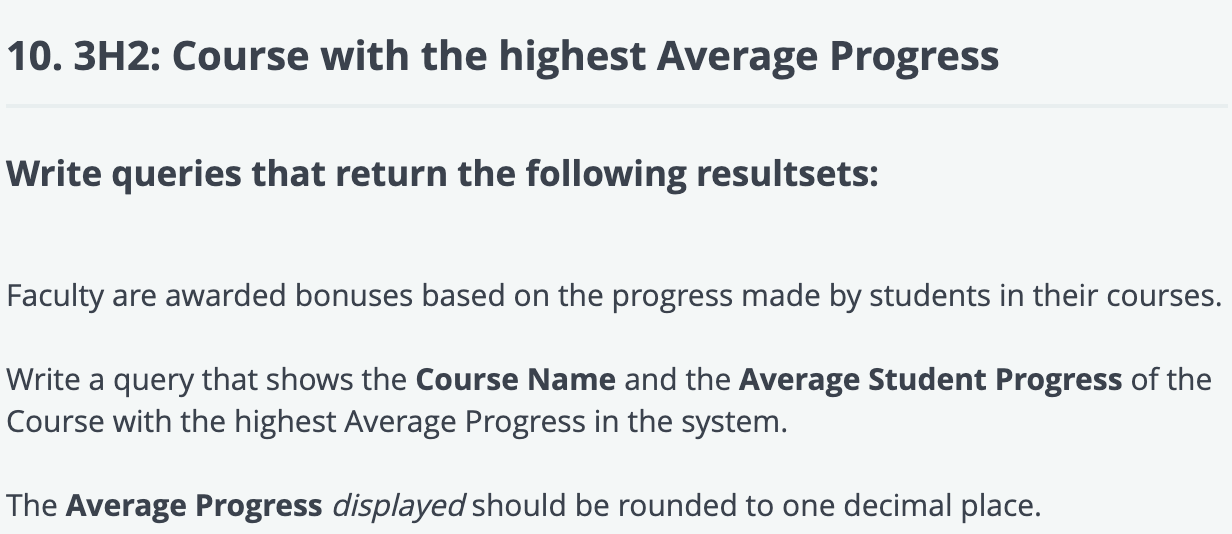 10. 3H2: Course with the highest Average Progress
Write queries that return the following resultsets:
Faculty are awarded bonuses based on the progress made by students in their courses.
Write a query that shows the Course Name and the Average Student Progress of the
Course with the highest Average Progress in the system.
The Average Progress displayed should be rounded to one decimal place.